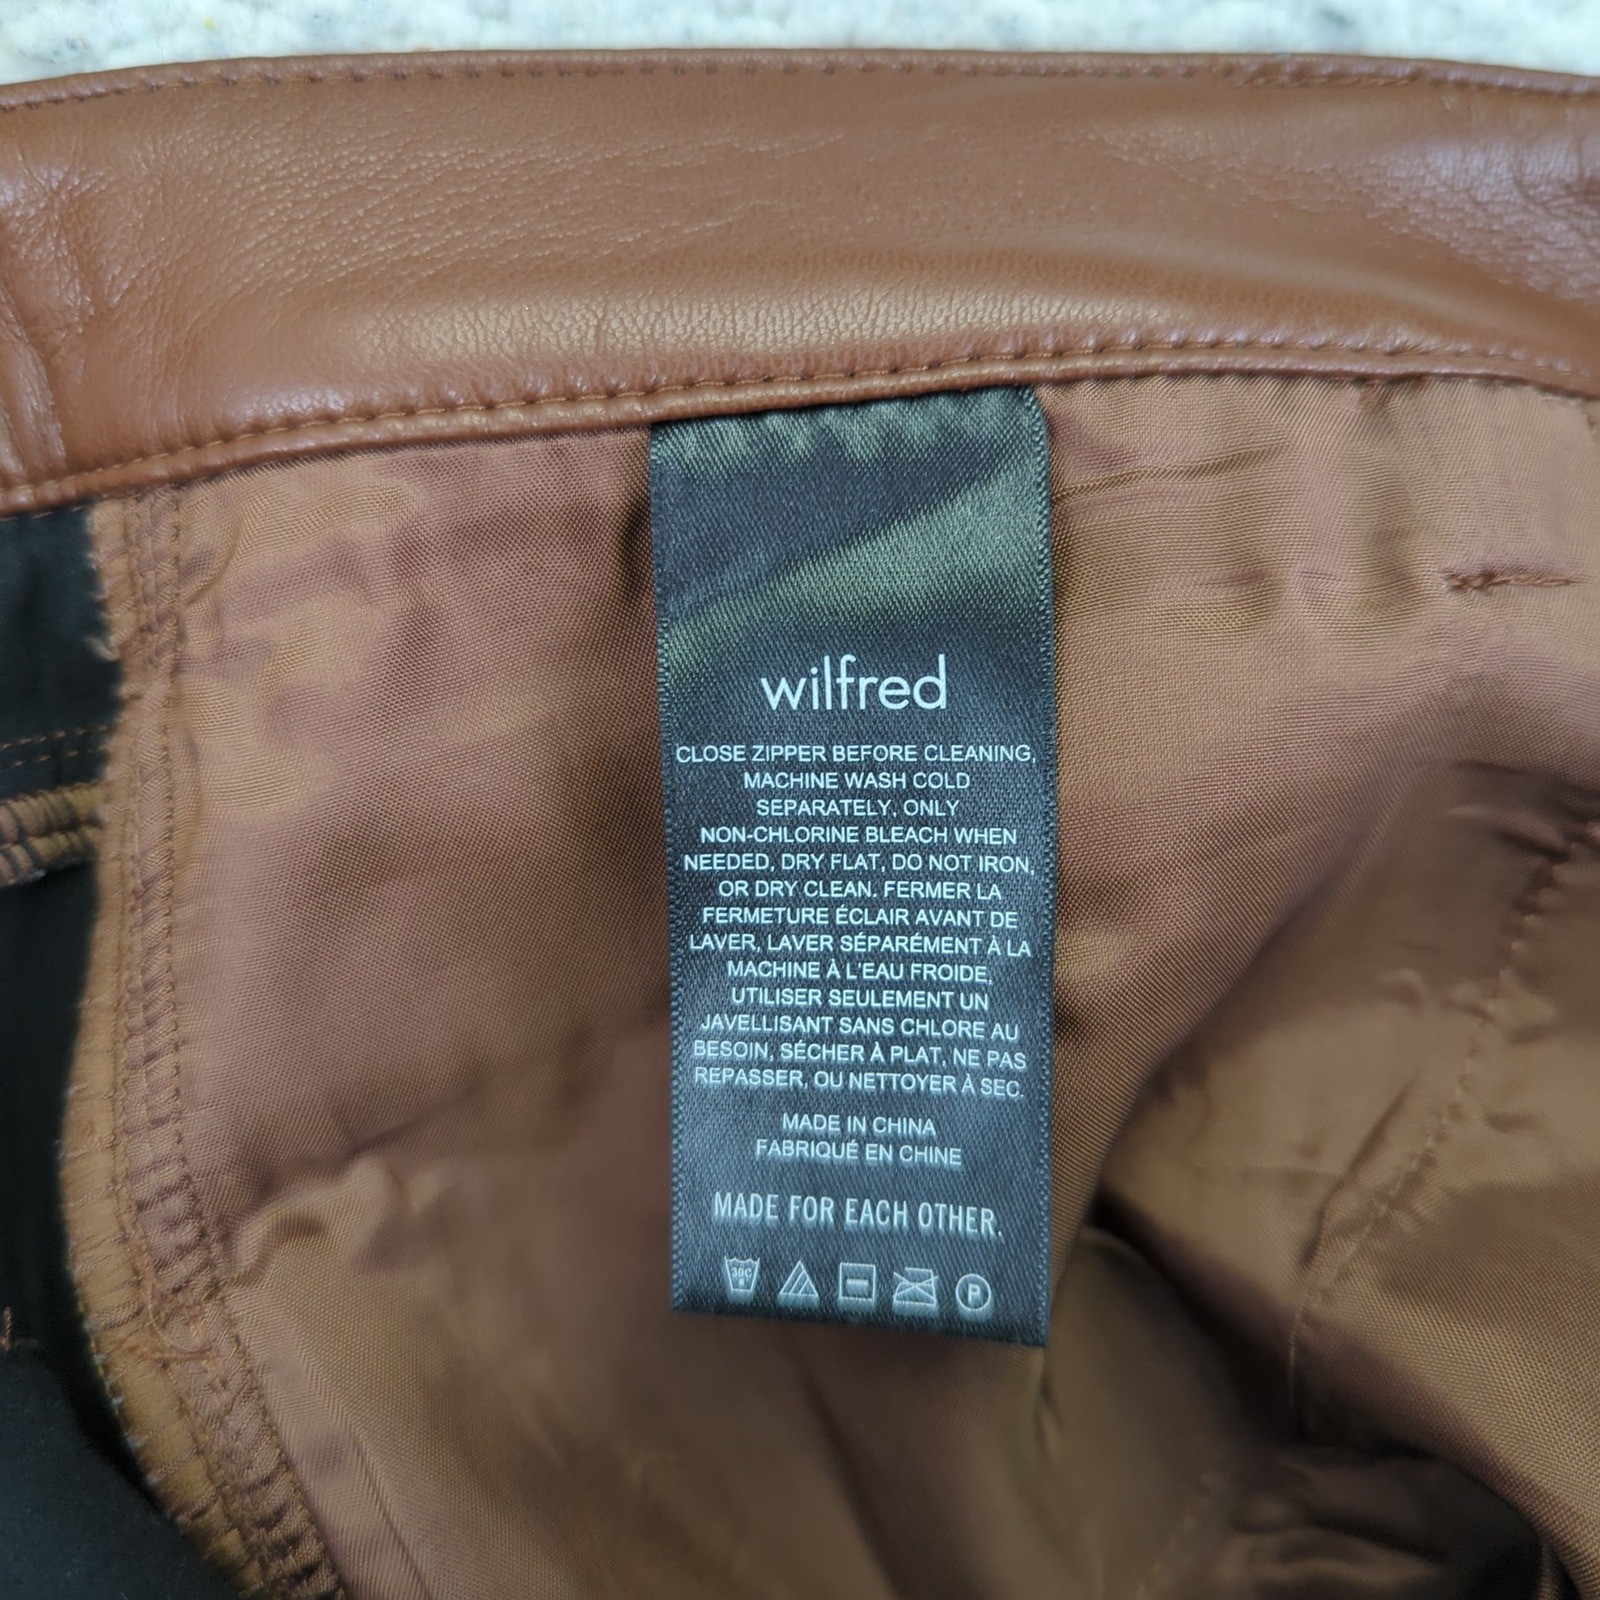 wilfred
CLOSE ZIPPER BEFORE CLEANING,
MACHINE WASH COLD
SEPARATELY, ONLY
NON-CHLORINE BLEACH WHEN
NEEDED, DRY FLAT, DO NOT IRON,
OR DRY CLEAN. FERMER LA
FERMETURE ÉCLAIR AVANT DE
LAVER, LAVER SÉPARÉMENT À LA
MACHINE À L'EAU FROIDE,
UTILISER SEULEMENT UN
JAVELLISANT SANS CHLORE AU
BESOIN, SÉCHER À PLAT, NE PAS
REPASSER, OU NETTOYER À SEC.
MADE IN CHINA
FABRIQUÉ EN CHINE
MADE FOR EACH OTHER.
30C P